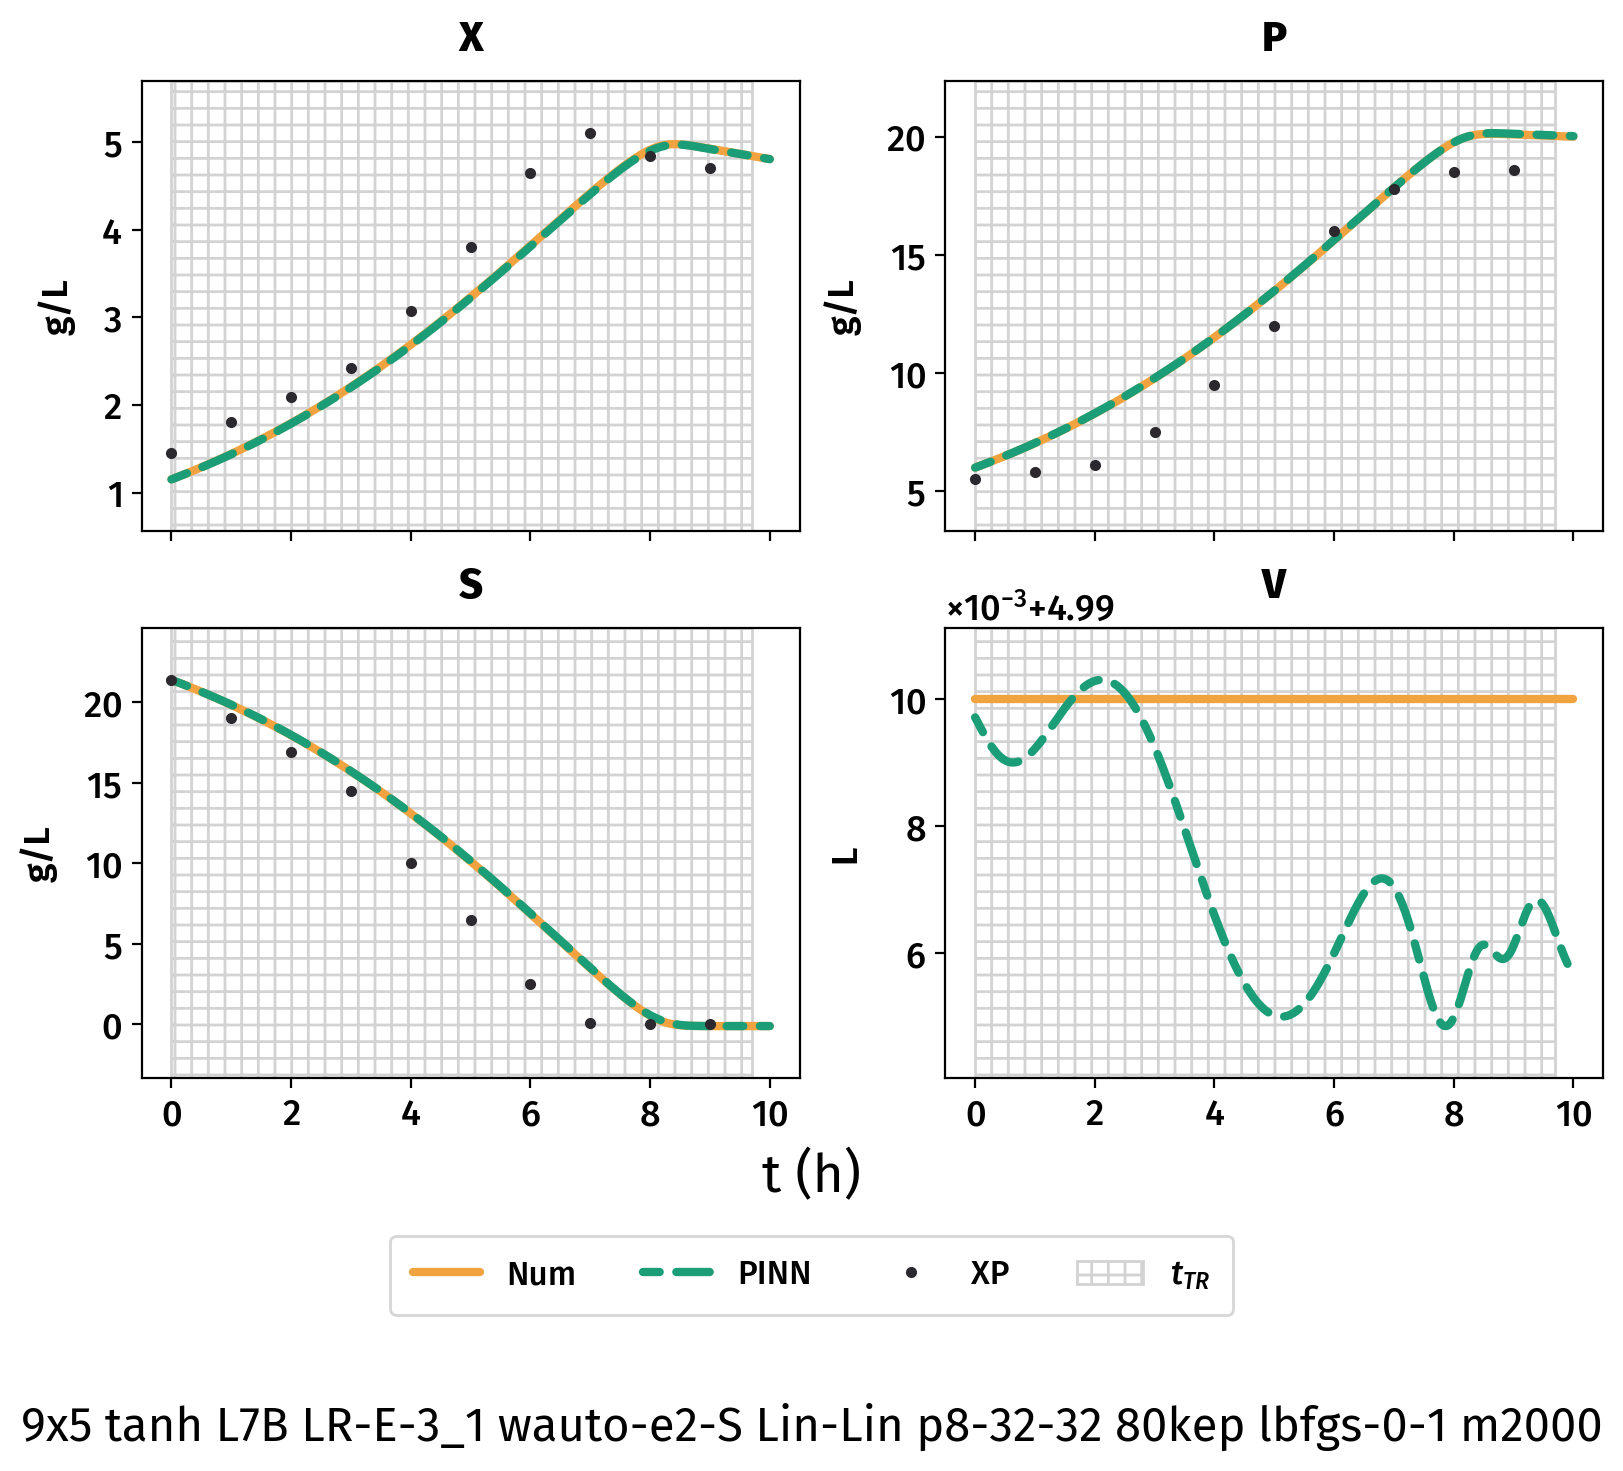 X
5
4
3
2
1
g/L
P
20
15
10
5
g/L
S
20
15
10
5
0
g/L
0 2 4 6 8 10
V
×10⁻³+4.99
10
8
6
L
0 2 4 6 8 10
t (h)
Num PINN XP t_TR
9x5 tanh L7B LR-E-3_1 wauto-e2-S Lin-Lin p8-32-32 80kep lbfgs-0-1 m2000